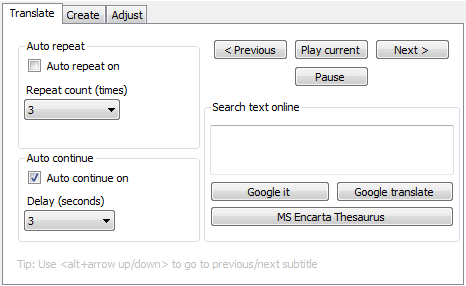 Translate Create Adjust
Auto repeat
Auto repeat on
Repeat count (times)
3
Auto continue
Auto continue on
Delay (seconds)
3
< Previous Play current Next >
Pause
Search text online
Google it Google translate
MS Encarta Thesaurus
Tip: Use <alt+arrow up/down> to go to previous/next subtitle